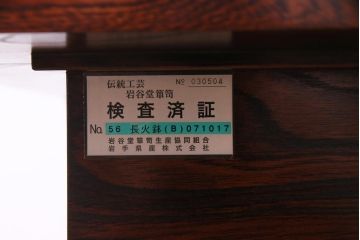 伝統工芸 No 030504
岩谷堂箪笥
検査済証
No. 56 長火鉢(B)071017
岩谷堂箪笥生産協同組合
岩手県産株式会社